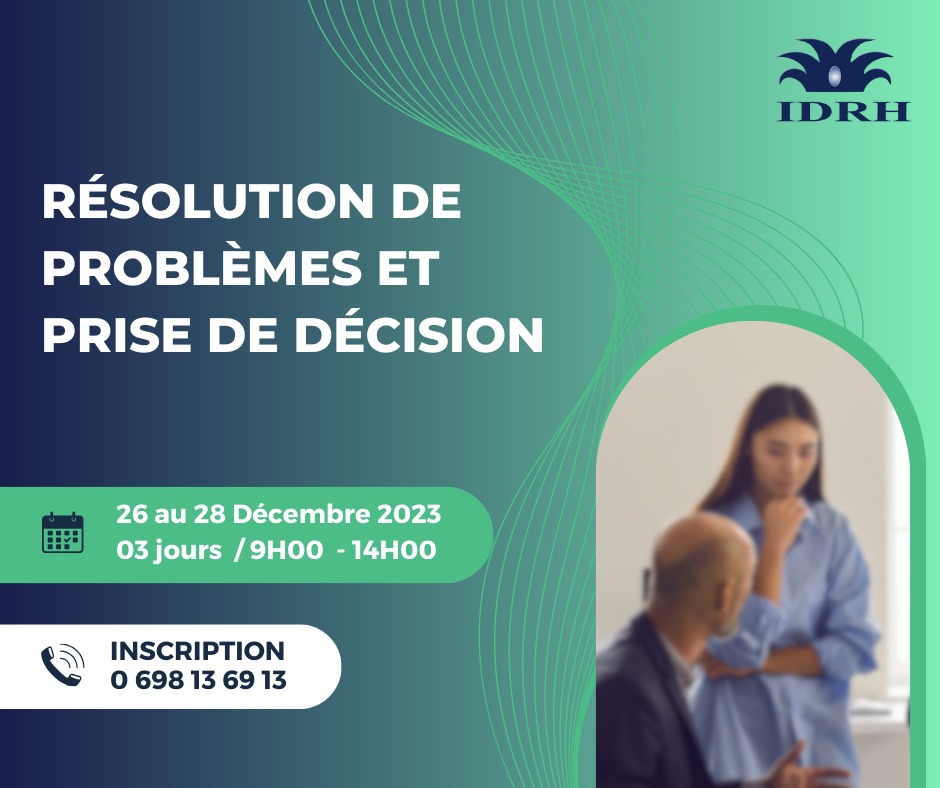 IDRH
RÉSOLUTION DE
PROBLÈMES ET
PRISE DE DÉCISION
26 au 28 Décembre 2023
03 jours / 9H00 - 14H00
INSCRIPTION
0 698 13 69 13